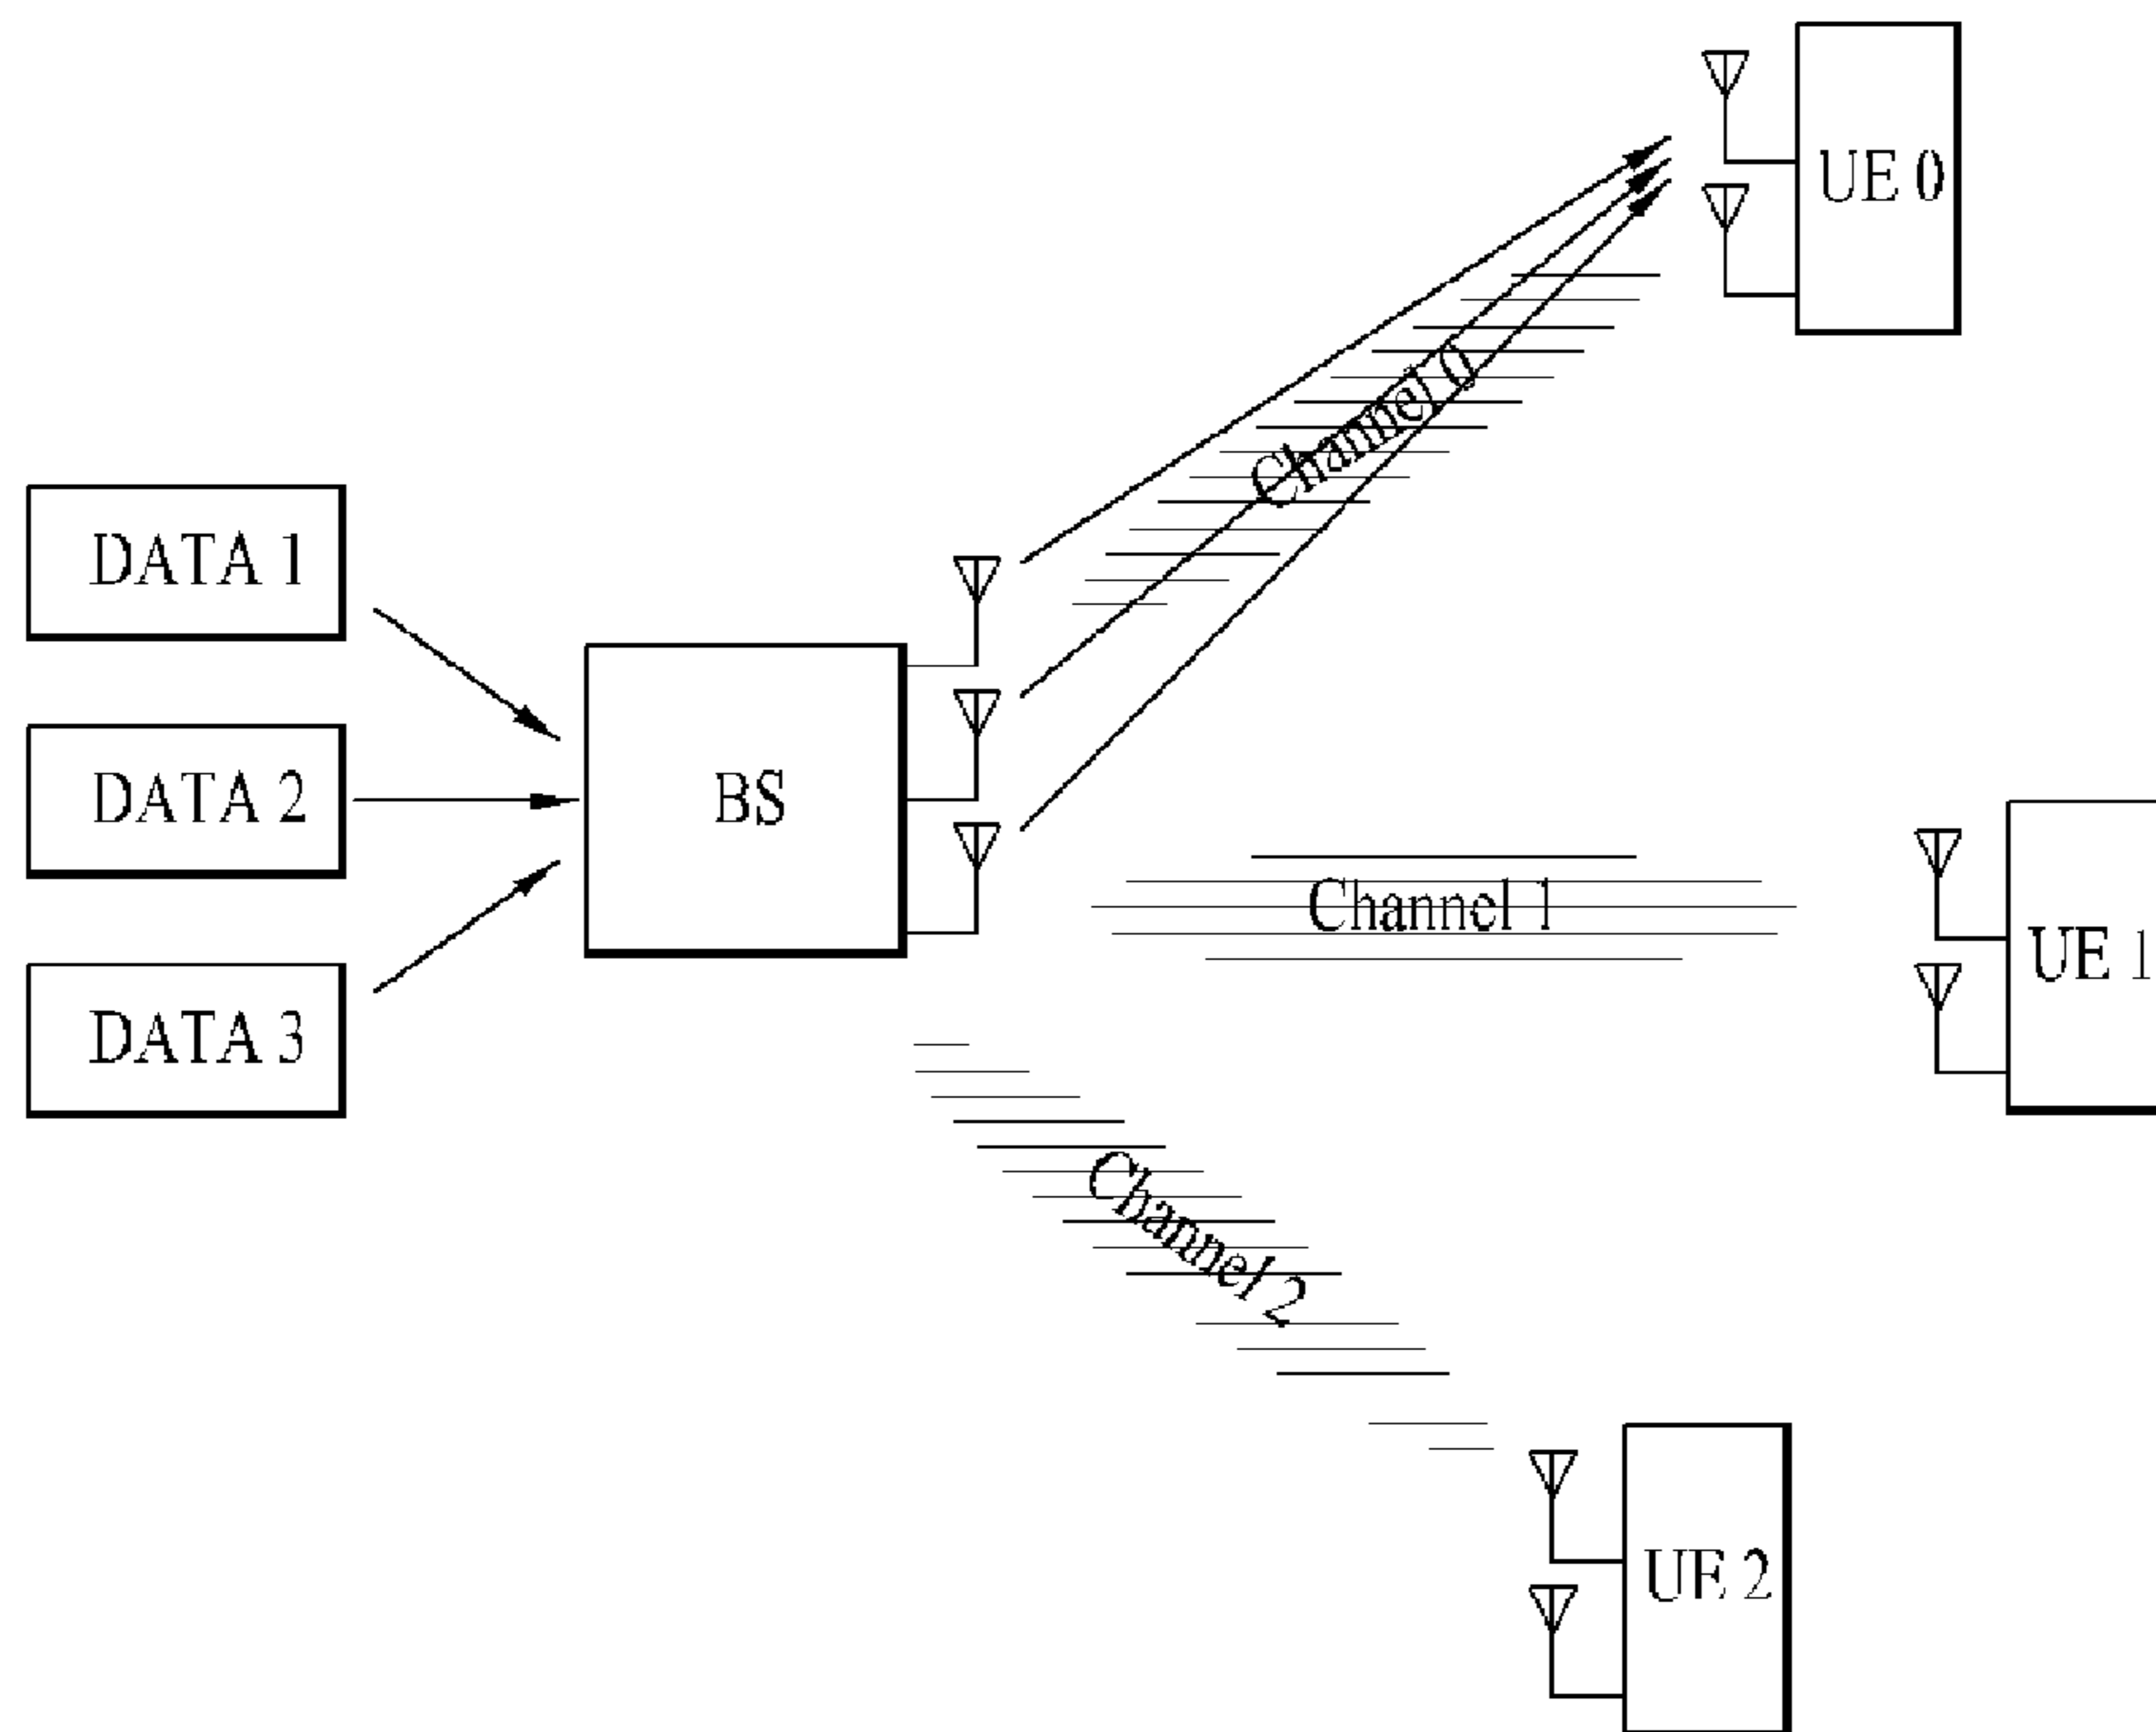 UE 0
Channel 0
DATA 1
DATA 2
BS
Channel 1
UE 1
DATA 3
Channel 2
UE 2